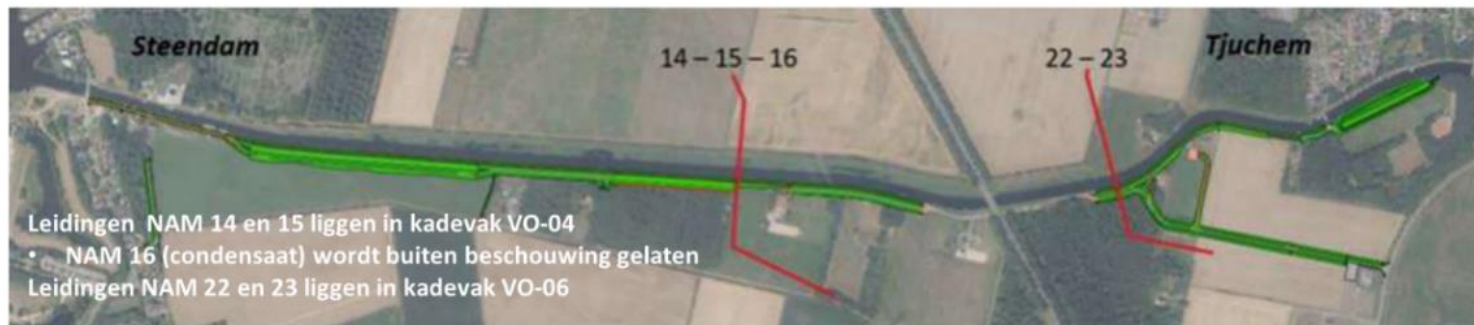 Steendam
14 – 15 – 16
22 – 23
Tjuchem
Leidingen NAM 14 en 15 liggen in kadevak VO-04
• NAM 16 (condensaat) wordt buiten beschouwing gelaten
Leidingen NAM 22 en 23 liggen in kadevak VO-06